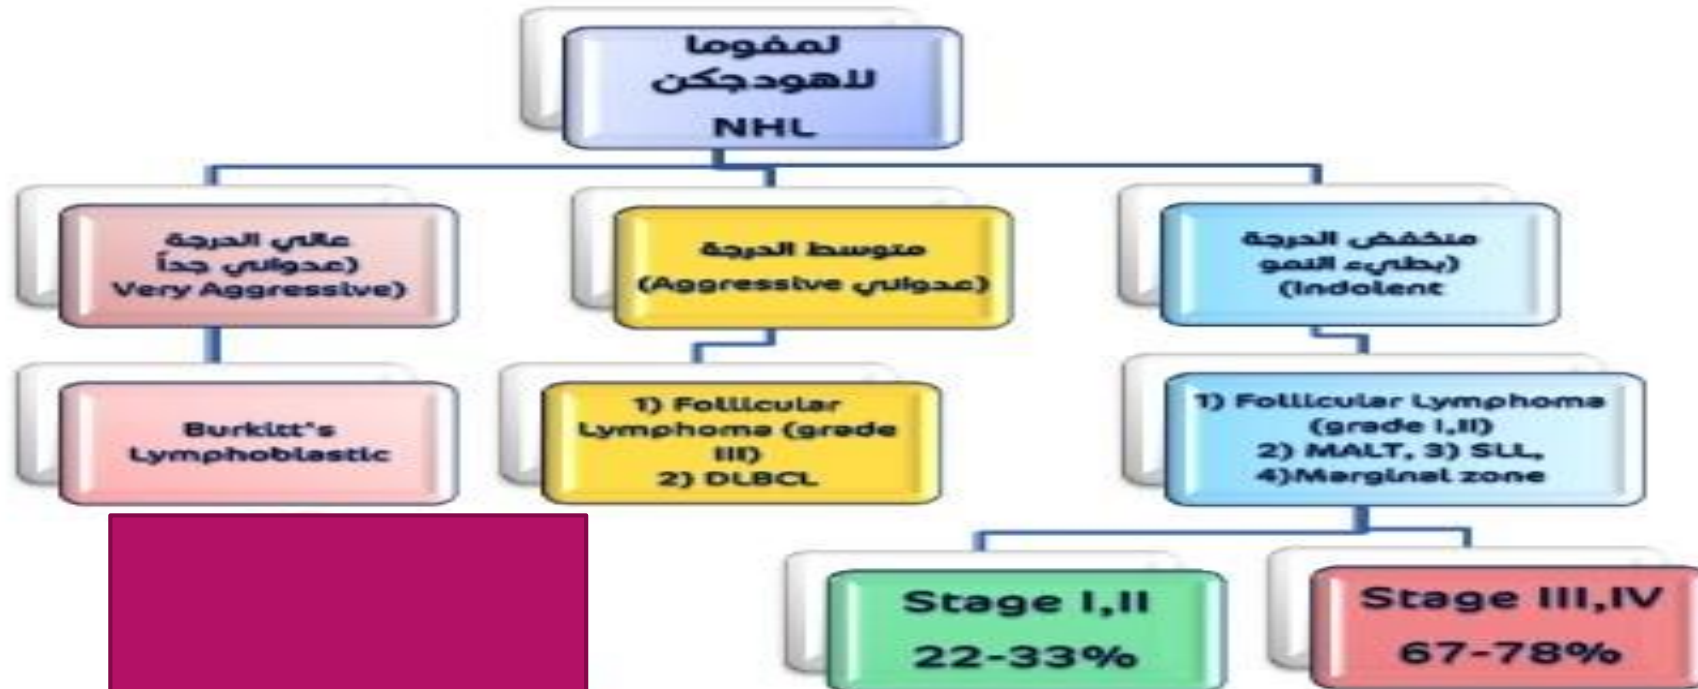 لمفوما
لاهودجكن
NHL
عالي الدرجة
(عدواني جداً
Very Aggressive)
متوسط الدرجة
(عدواني Aggressive)
منخفض الدرجة
(بطيء النمو
Indolent)
Burkitt's
Lymphoblastic
1) Follicular
Lymphoma (grade
III)
2) DLBCL
1) Follicular Lymphoma
(grade I,II)
2) MALT, 3) SLL,
4)Marginal zone
Stage I,II
22-33%
Stage III,IV
67-78%